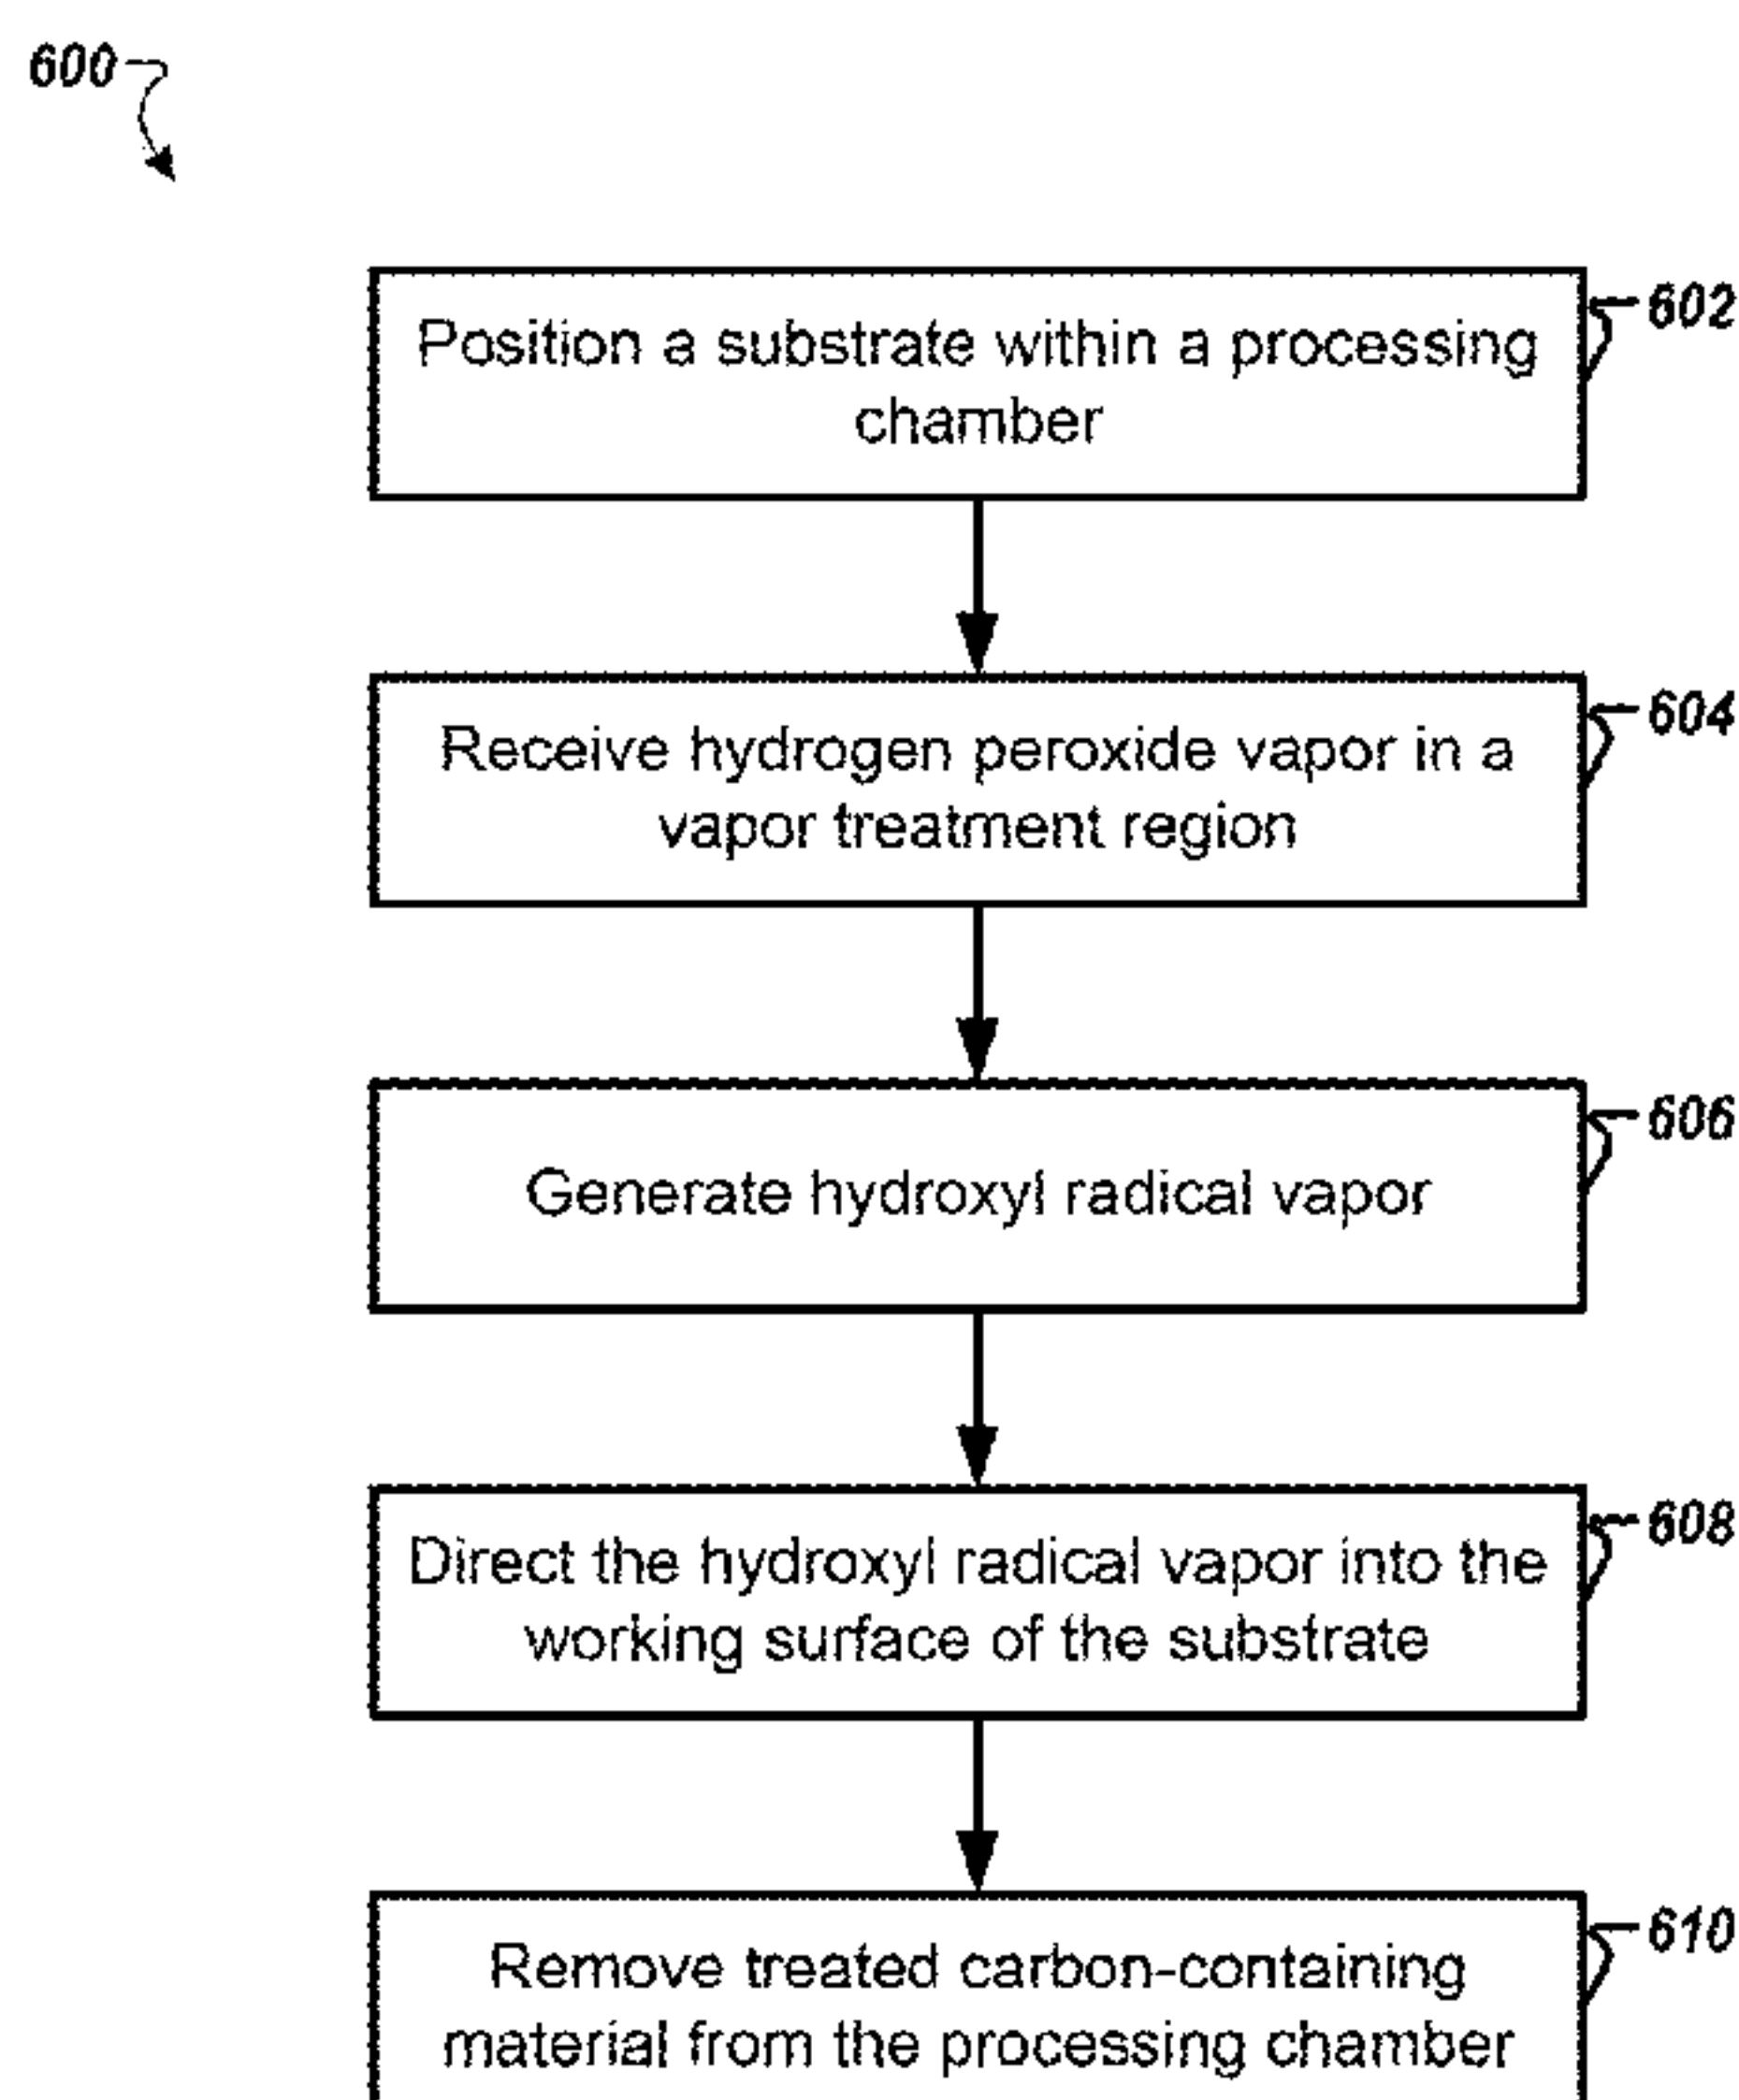 600
Position a substrate within a processing
chamber
602
Receive hydrogen peroxide vapor in a
vapor treatment region
604
Generate hydroxyl radical vapor
606
Direct the hydroxyl radical vapor into the
working surface of the substrate
608
Remove treated carbon-containing
material from the processing chamber
610